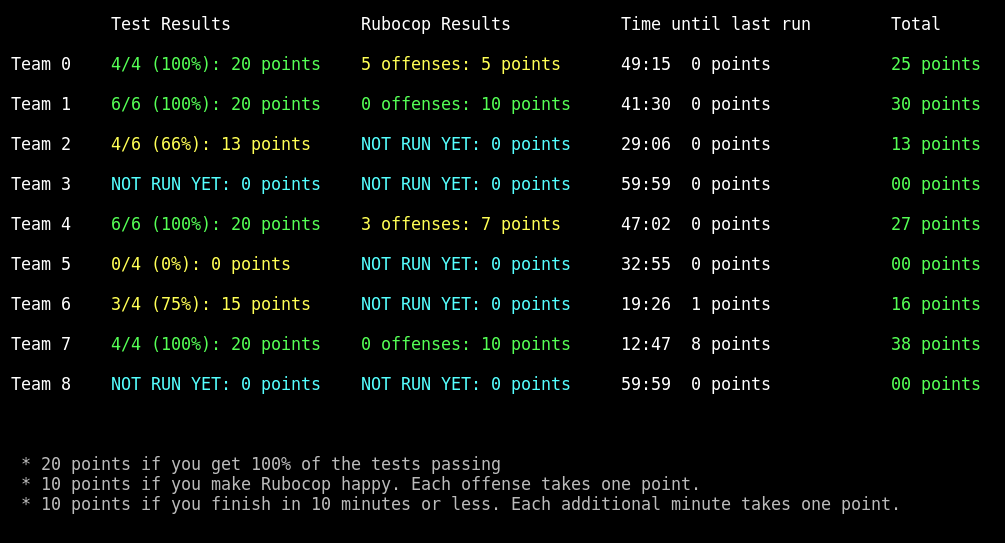 Test Results Rubocop Results Time until last run Total
Team 0 4/4 (100%): 20 points 5 offenses: 5 points 49:15 0 points 25 points
Team 1 6/6 (100%): 20 points 0 offenses: 10 points 41:30 0 points 30 points
Team 2 4/6 (66%): 13 points NOT RUN YET: 0 points 29:06 0 points 13 points
Team 3 NOT RUN YET: 0 points NOT RUN YET: 0 points 59:59 0 points 00 points
Team 4 6/6 (100%): 20 points 3 offenses: 7 points 47:02 0 points 27 points
Team 5 0/4 (0%): 0 points NOT RUN YET: 0 points 32:55 0 points 00 points
Team 6 3/4 (75%): 15 points NOT RUN YET: 0 points 19:26 1 points 16 points
Team 7 4/4 (100%): 20 points 0 offenses: 10 points 12:47 8 points 38 points
Team 8 NOT RUN YET: 0 points NOT RUN YET: 0 points 59:59 0 points 00 points
* 20 points if you get 100% of the tests passing
* 10 points if you make Rubocop happy. Each offense takes one point.
* 10 points if you finish in 10 minutes or less. Each additional minute takes one point.